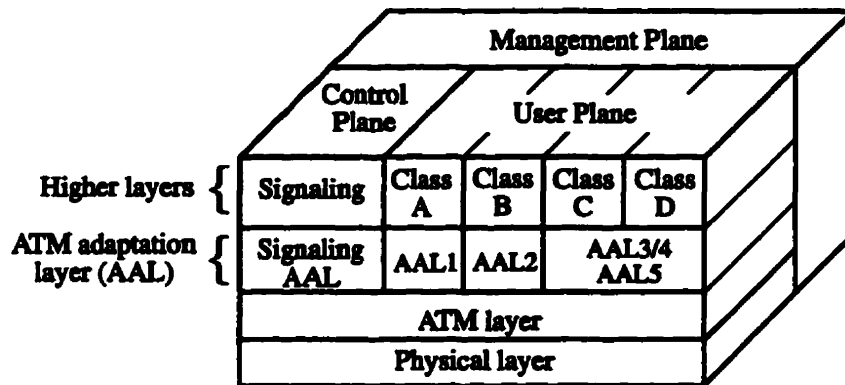 Management Plane
Control
Plane
User Plane
Higher layers
Signaling
Class
A
Class
B
Class
C
Class
D
ATM adaptation
layer (AAL)
Signaling
AAL
AAL1
AAL2
AAL3/4
AAL5
ATM layer
Physical layer